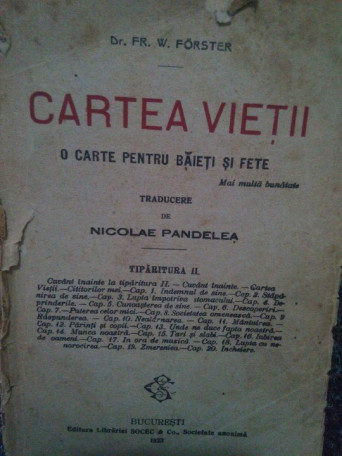 Dr. FR. W. FÖRSTER
CARTEA VIEȚII
O CARTE PENTRU BĂIEȚI ȘI FETE
Mai multă bunătate
TRADUCERE
DE
NICOLAE PANDELEA
TIPĂRITURA II.
Cuvânt înainte la tipăritura II. — Cuvânt înainte. — Cartea
Vieții.—Cititorilor mei.—Cap. 1. Indemnul de sine.—Cap. 2. Stăpâ-
nirea de sine.—Cap. 3. Lupta împotriva stomacului.—Cap. 4. De-
prinderile. — Cap. 5. Cunoașterea de sine. — Cap. 6. Descoperiri.—
Cap. 7.—Puterea celor mici.—Cap. 8. Societatea omenească.—Cap. 9
Răspunderea. — Cap. 10. Neatârnarea. — Cap. 11. Mântuirea. —
Cap. 12. Părinți și copii.—Cap. 13. Unde ne duce fapta noastră.—
Cap. 14. Munca noastră.—Cap. 15. Tari și slabi.—Cap. 16. Iubirea
de oameni.—Cap. 17. In ora de muzică — Cap. 18. Lupta cu ne-
norocirea.—Cap. 19. Smerenia.—Cap. 20. Incheiere.
BUCUREȘTI
Editura Librăriei SOCEC & Co., Societate anonimă